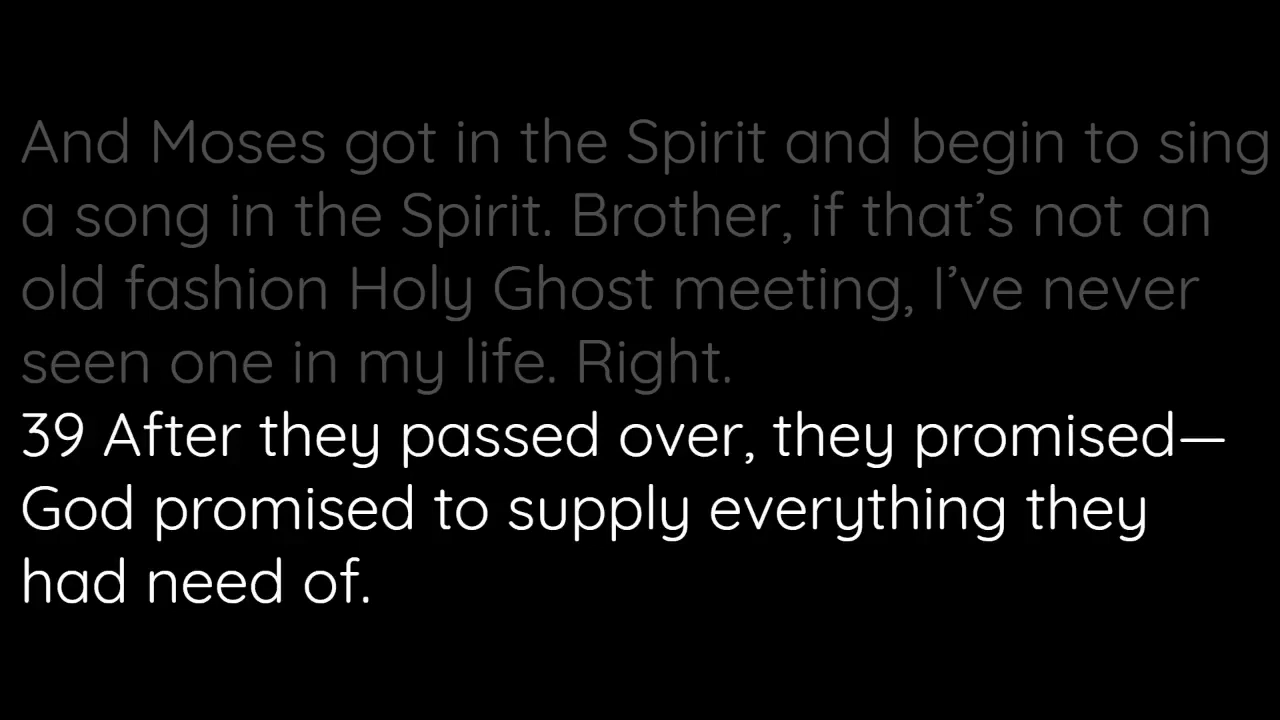 And Moses got in the Spirit and begin to sing
a song in the Spirit. Brother, if that’s not an
old fashion Holy Ghost meeting, I’ve never
seen one in my life. Right.
39 After they passed over, they promised—
God promised to supply everything they
had need of.